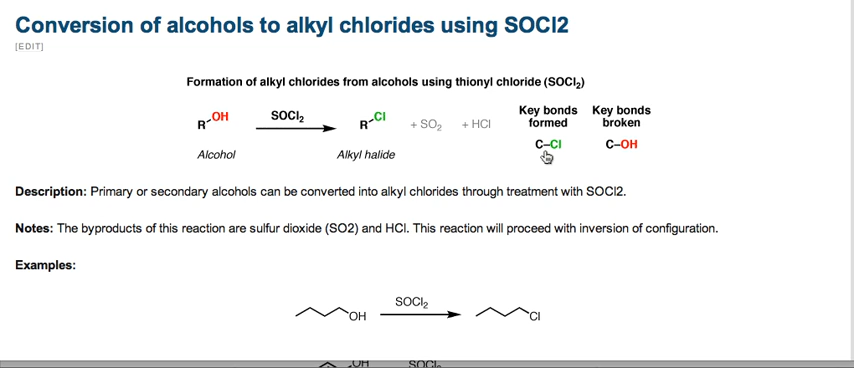 Conversion of alcohols to alkyl chlorides using SOCl2
[EDIT]
Formation of alkyl chlorides from alcohols using thionyl chloride (SOCl₂)
R OH SOCl₂ R Cl + SO₂ + HCl
Key bonds formed Key bonds broken
C–Cl C–OH
Alcohol Alkyl halide
Description: Primary or secondary alcohols can be converted into alkyl chlorides through treatment with SOCl2.
Notes: The byproducts of this reaction are sulfur dioxide (SO2) and HCl. This reaction will proceed with inversion of configuration.
Examples:
OH SOCl₂ Cl
OH SOCl₂